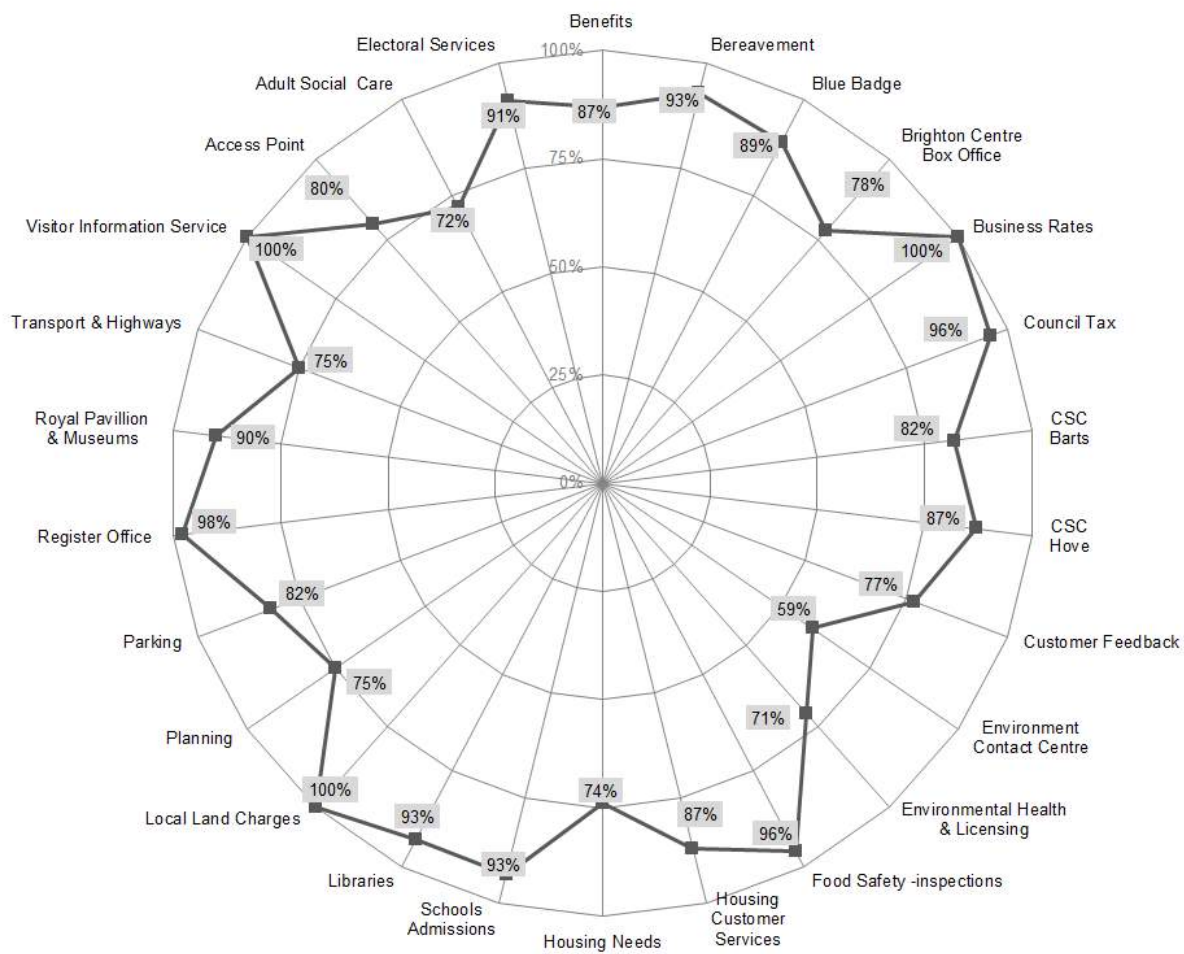 Benefits
Electoral Services
100%
Bereavement
Adult Social  Care
Blue Badge
91%
87%
93%
Access Point
89%
Brighton Centre
Box Office
80%
75%
78%
72%
Visitor Information Service
100%
Business Rates
100%
50%
Transport & Highways
75%
96%
Council Tax
25%
Royal Pavillion
& Museums
90%
82%
CSC
Barts
0%
Register Office
98%
87%
CSC
Hove
82%
77%
59%
Parking
Customer Feedback
75%
71%
Planning
Environment
Contact Centre
100%
74%
Local Land Charges
93%
87%
96%
Environmental Health
& Licensing
93%
Libraries
Food Safety -inspections
Schools
Admissions
Housing
Customer
Services
Housing Needs